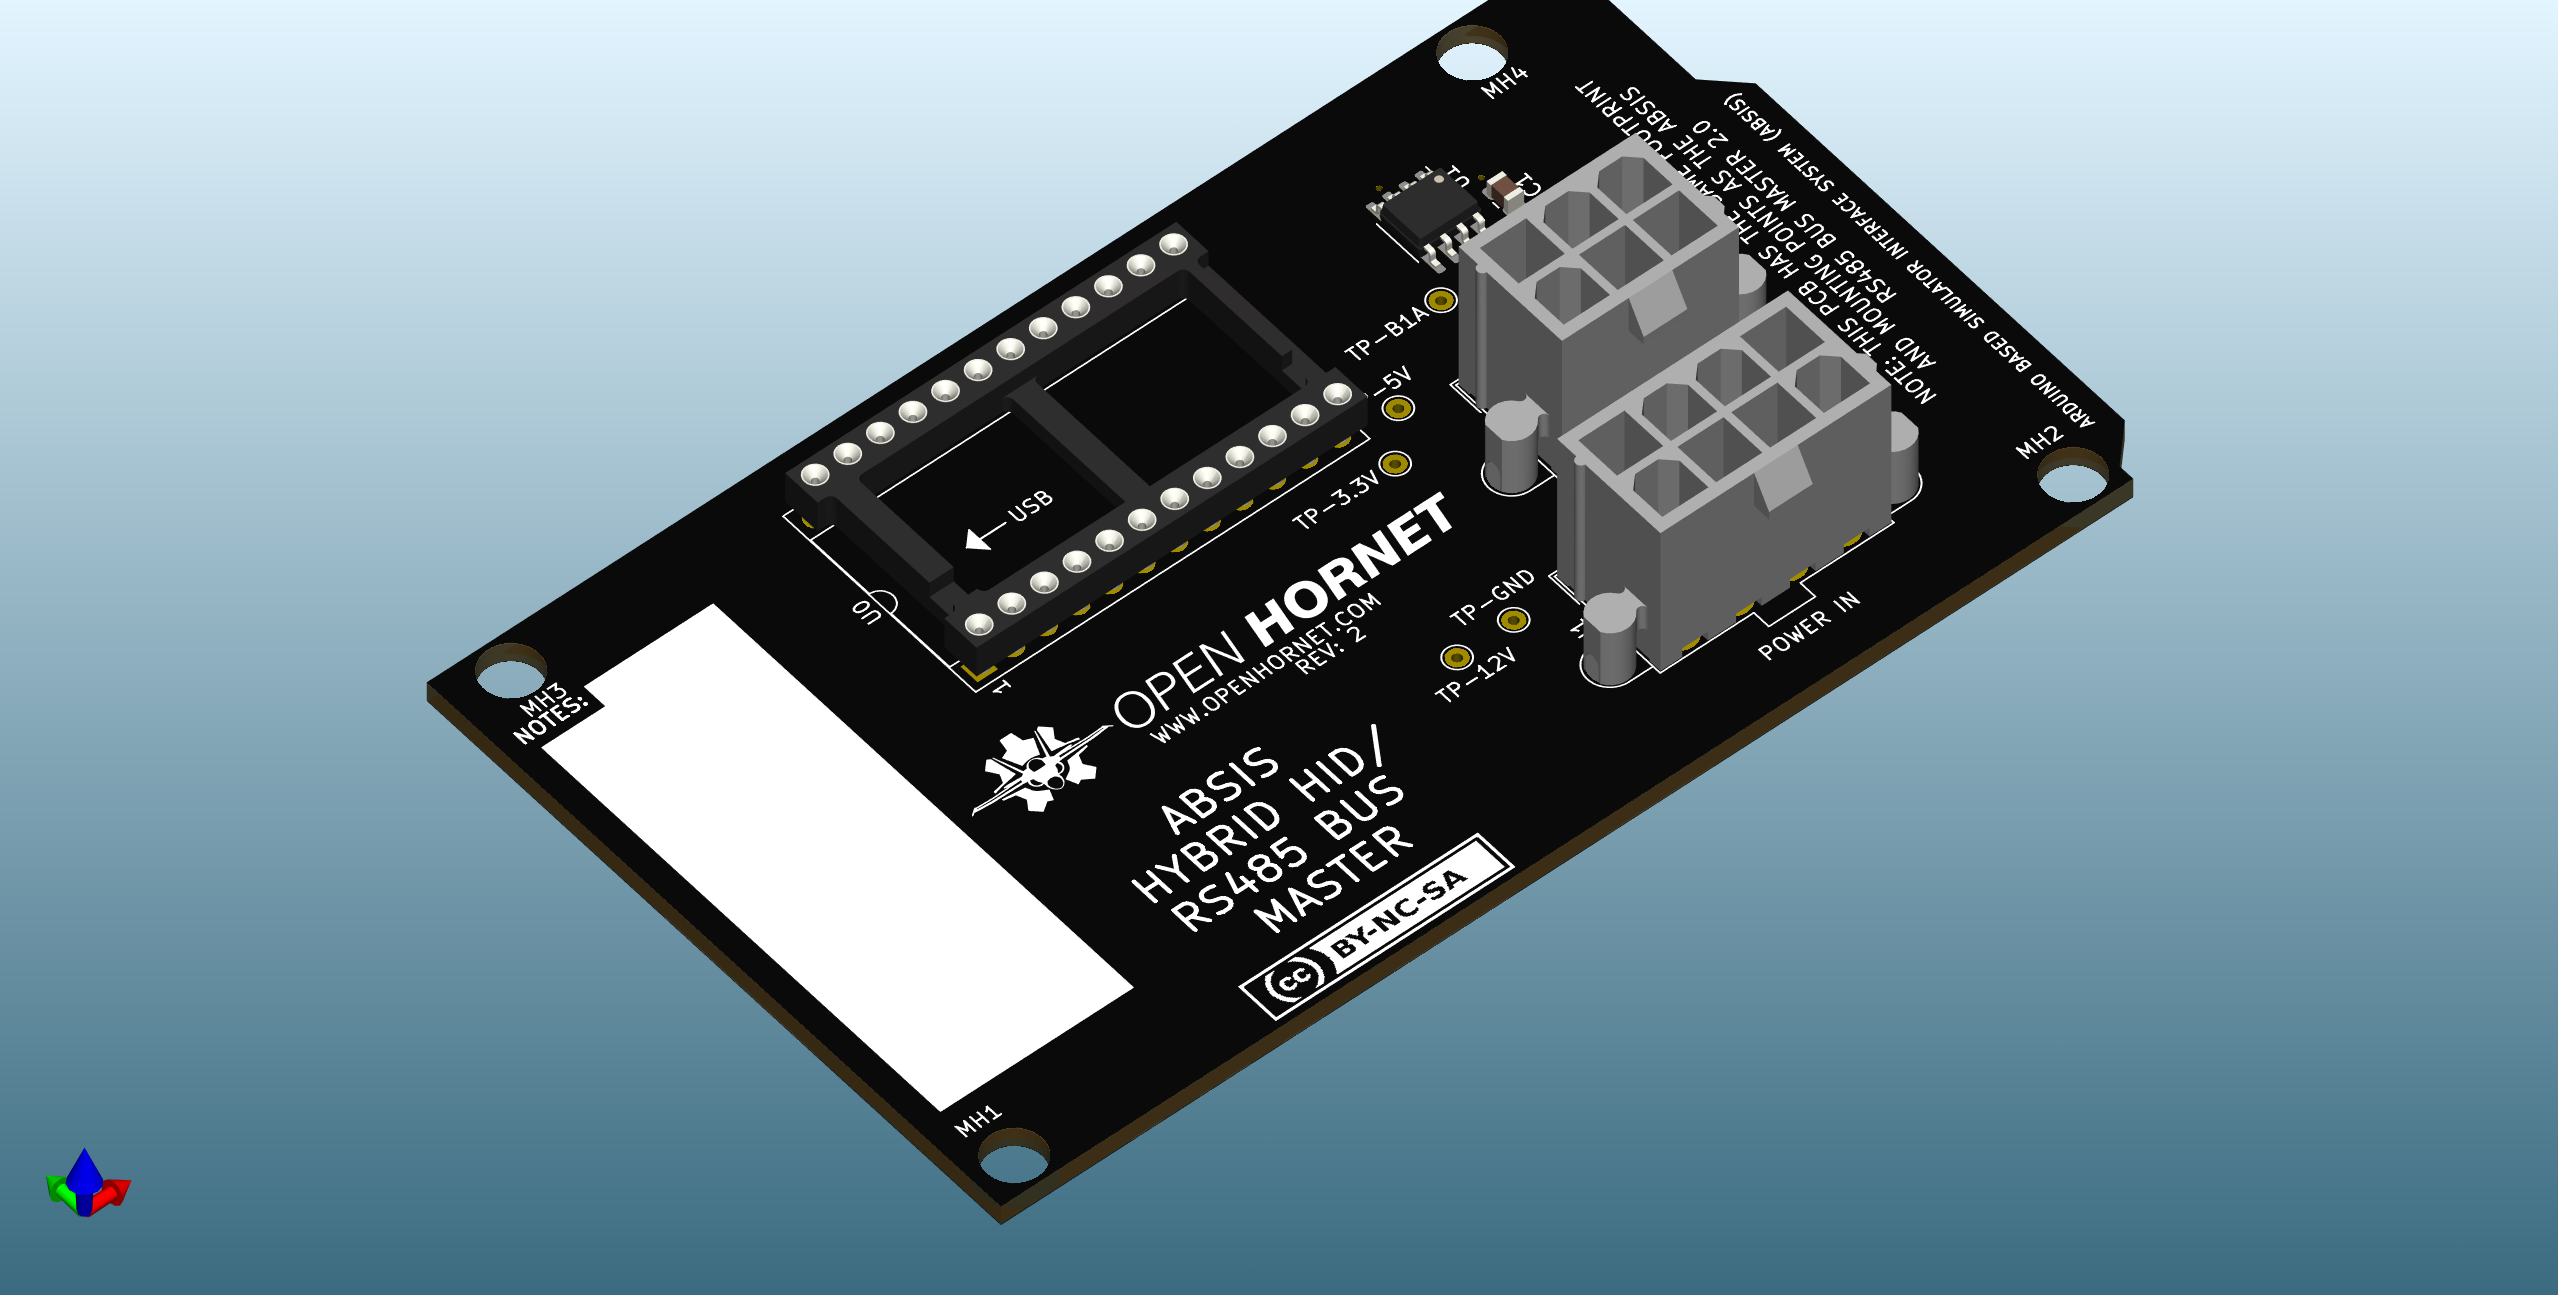 MH4
ARDUINO BASED SIMULATOR INTERFACE SYSTEM (ABSIS)
RS485 BUS MASTER 2.0
NOTE: THIS PCB HAS THE SAME FOOTPRINT
AND MOUNTING POINTS AS THE ABSIS
C1
TP-B1A
-5V
TP-3.3V
MH2
USB
U0
1
OPEN HORNET
WWW.OPENHORNET.COM
REV: 2
TP-GND
TP-12V
POWER IN
MH3
NOTES:
ABSIS
HYBRID HID/
RS485 BUS
MASTER
CC BY-NC-SA
MH1